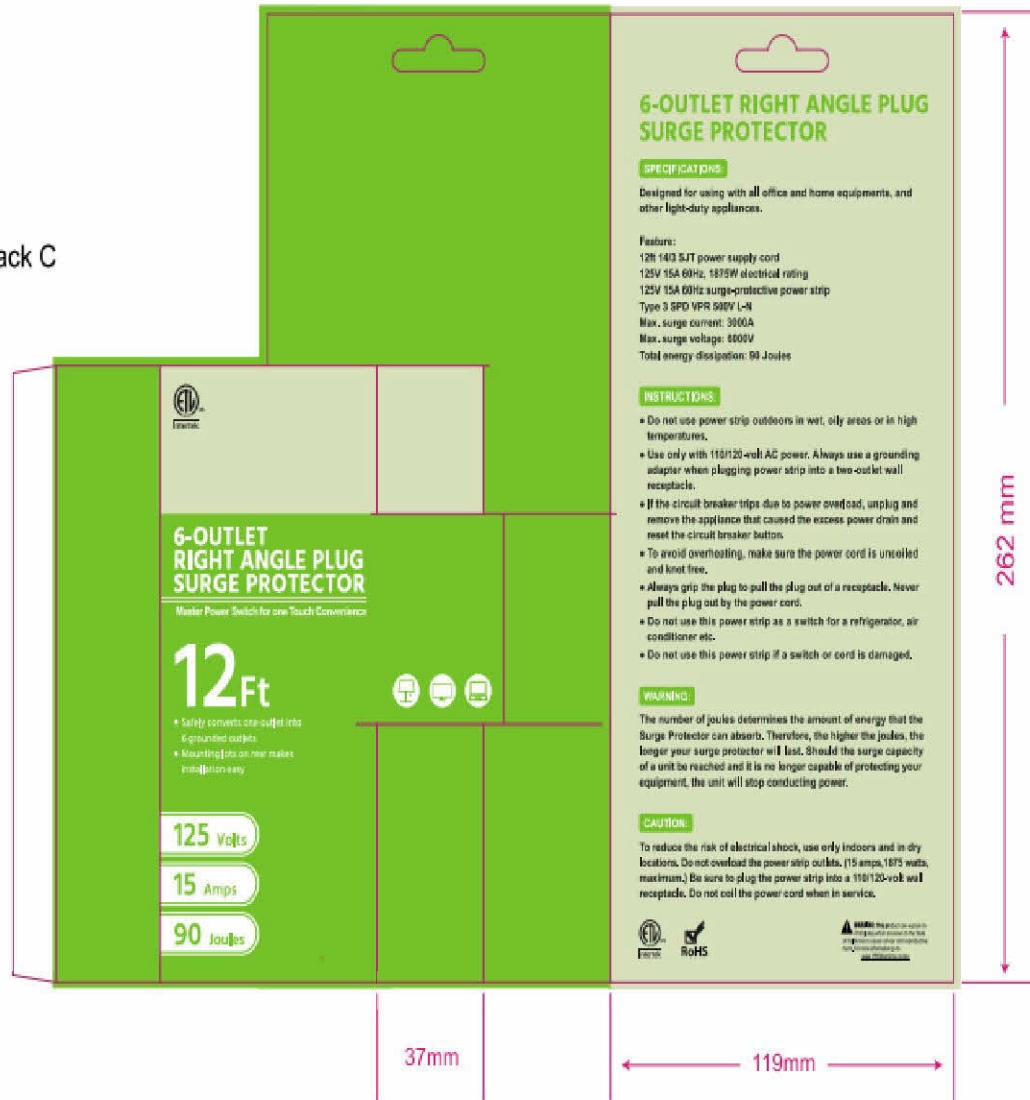 ack C
ETL
Intertek
6-OUTLET
RIGHT ANGLE PLUG
SURGE PROTECTOR
Master Power Switch for one Touch Convenience
12Ft
• Safely converts one outlet into
6 grounded outlets
• Mounting lots on rear makes
installation easy
125 Volts
15 Amps
90 Joules
6-OUTLET RIGHT ANGLE PLUG
SURGE PROTECTOR
SPECIFICATIONS:
Designed for using with all office and home equipments, and
other light-duty appliances.
Feature:
12ft 14/3 SJT power supply cord
125V 15A 60Hz, 1875W electrical rating
125V 15A 60Hz surge-protective power strip
Type 3 SPD VPR 500V L-N
Max. surge current: 3000A
Max. surge voltage: 6000V
Total energy dissipation: 90 Joules
INSTRUCTIONS:
• Do not use power strip outdoors in wet, oily areas or in high
temperatures.
• Use only with 110/120-volt AC power. Always use a grounding
adapter when plugging power strip into a two-outlet wall
receptacle.
• If the circuit breaker trips due to power overload, unplug and
remove the appliance that caused the excess power drain and
reset the circuit breaker button.
• To avoid overheating, make sure the power cord is uncoiled
and knot free.
• Always grip the plug to pull the plug out of a receptacle. Never
pull the plug out by the power cord.
• Do not use this power strip as a switch for a refrigerator, air
conditioner etc.
• Do not use this power strip if a switch or cord is damaged.
WARNING:
The number of joules determines the amount of energy that the
Surge Protector can absorb. Therefore, the higher the joules, the
longer your surge protector will last. Should the surge capacity
of a unit be reached and it is no longer capable of protecting your
equipment, the unit will stop conducting power.
CAUTION:
To reduce the risk of electrical shock, use only indoors and in dry
locations. Do not overload the power strip outlets. (15 amps,1875 watts,
maximum.) Be sure to plug the power strip into a 110/120-volt wall
receptacle. Do not coil the power cord when in service.
ETL
Intertek
RoHS
WARNING: This product can expose
262 mm
37mm
119mm